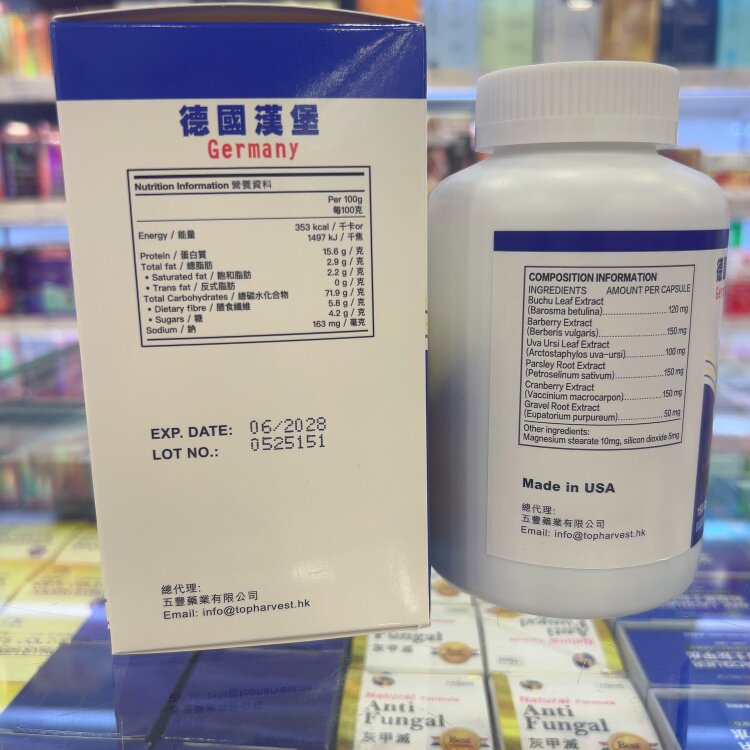 德國漢堡
Germany
Nutrition Information 營養資料
Per 100g
每100克
Energy / 能量 353 kcal / 千卡or
1497 kJ / 千焦
Protein / 蛋白質 15.6 g / 克
Total fat / 總脂肪 2.9 g / 克
• Saturated fat / 飽和脂肪 2.2 g / 克
• Trans fat / 反式脂肪 0 g / 克
Total Carbohydrates / 總碳水化合物 71.9 g / 克
• Dietary fibre / 膳食纖維 5.8 g / 克
• Sugars / 糖 4.2 g / 克
Sodium / 鈉 163 mg / 毫克
EXP. DATE: 06/2028
LOT NO.: 0525151
總代理:
五豐藥業有限公司
Email: info@topharvest.hk
COMPOSITION INFORMATION
INGREDIENTS AMOUNT PER CAPSULE
Buchu Leaf Extract
(Barosma betulina)..................120 mg
Barberry Extract
(Berberis vulgaris)..................150 mg
Uva Ursi Leaf Extract
(Arctostaphylos uva-ursi)..........100 mg
Parsley Root Extract
(Petroselinum sativum)............150 mg
Cranberry Extract
(Vaccinium macrocarpon).........150 mg
Gravel Root Extract
(Eupatorium purpureum)..........50 mg
Other ingredients:
Magnesium stearate 10mg, silicon dioxide 5mg
Made in USA
總代理:
五豐藥業有限公司
Email: info@topharvest.hk
Natural Formula
Anti
Fungal
灰甲滅
Natural Formula
Anti
Fungal
灰甲滅